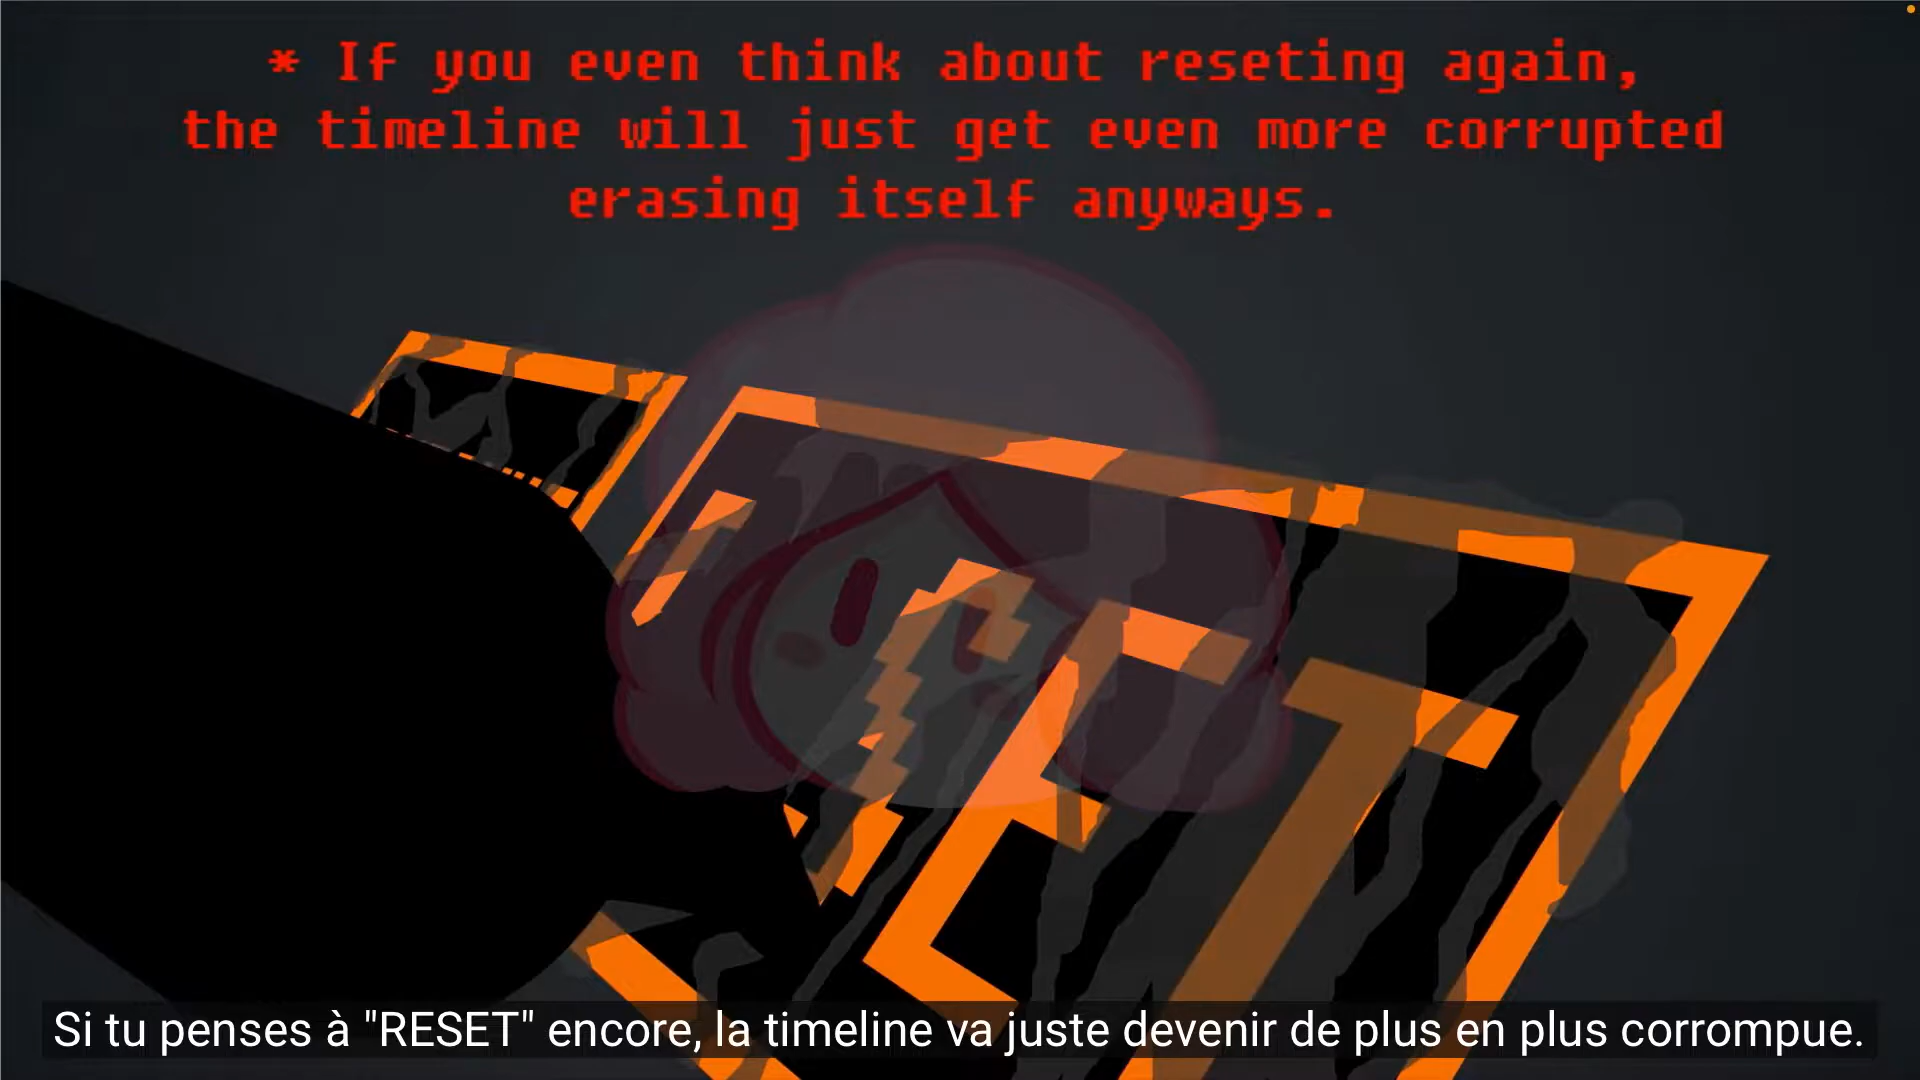 * If you even think about reseting again,
the timeline will just get even more corrupted
erasing itself anyways.
SET
Si tu penses à "RESET" encore, la timeline va juste devenir de plus en plus corrompue.